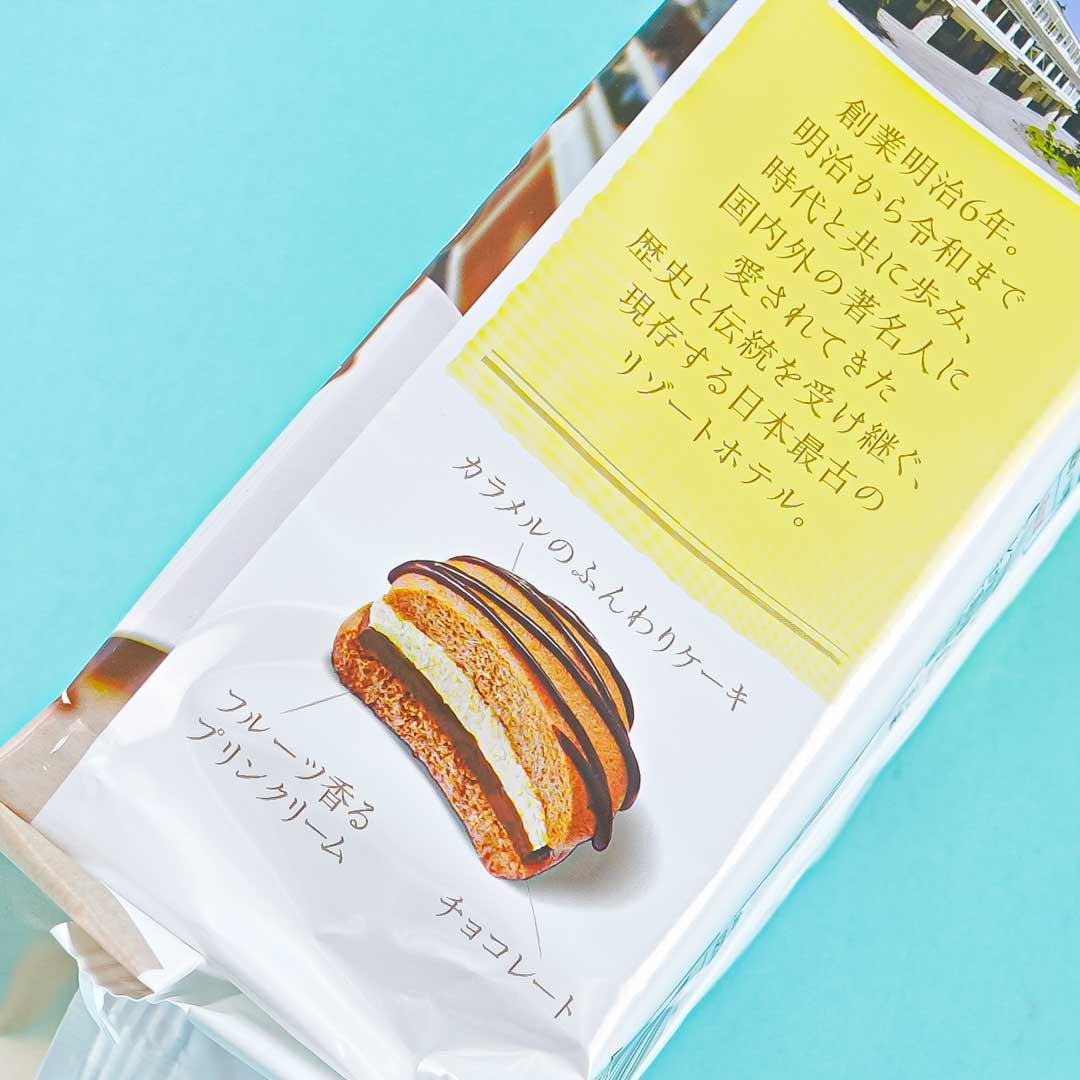 創業明治6年。
明治から令和まで
時代と共に歩み、
国内外の著名人に
愛されてきた
歴史と伝統を受け継ぐ、
現存する日本最古の
リゾートホテル。
カラメルのふんわりケーキ
フルーツ香る
プリンクリーム
チョコレート